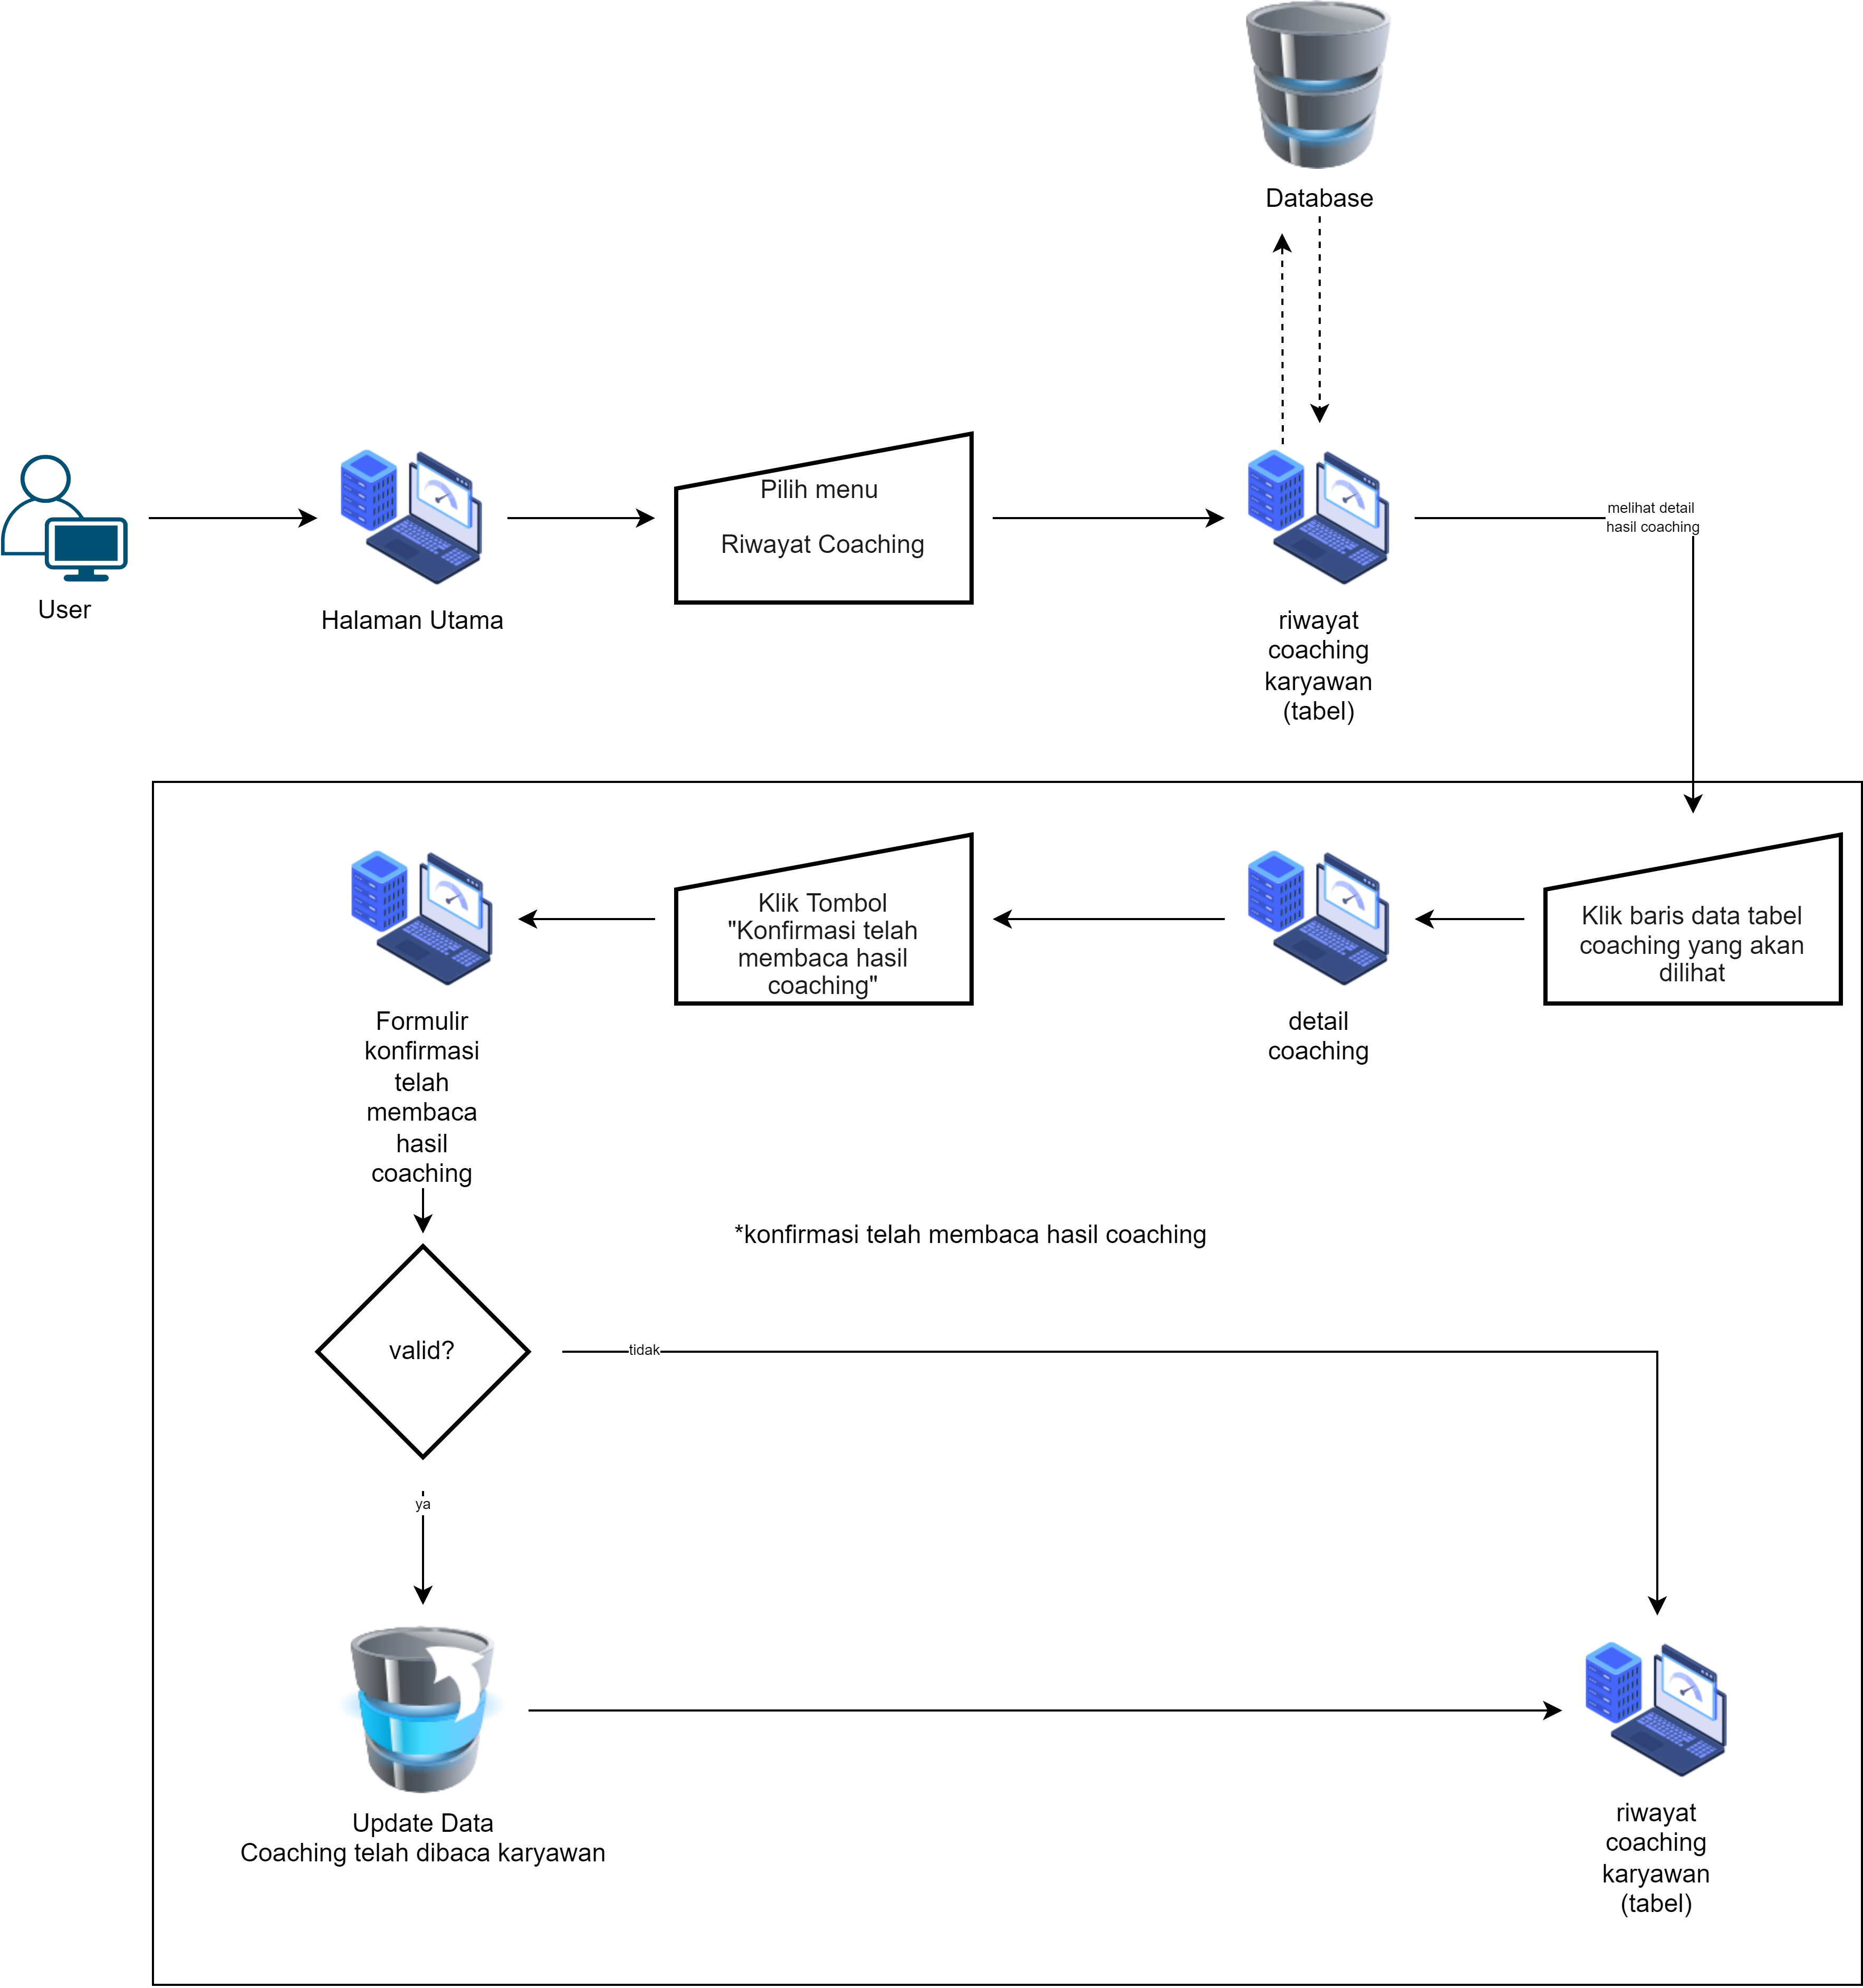 Database
Pilih menu
Riwayat Coaching
User
Halaman Utama
riwayat
coaching
karyawan
(tabel)
melihat detail
hasil coaching
Klik baris data tabel
coaching yang akan
dilihat
detail
coaching
Klik Tombol
"Konfirmasi telah
membaca hasil
coaching"
Formulir
konfirmasi
telah
membaca
hasil
coaching
*konfirmasi telah membaca hasil coaching
valid?
tidak
ya
Update Data
Coaching telah dibaca karyawan
riwayat
coaching
karyawan
(tabel)